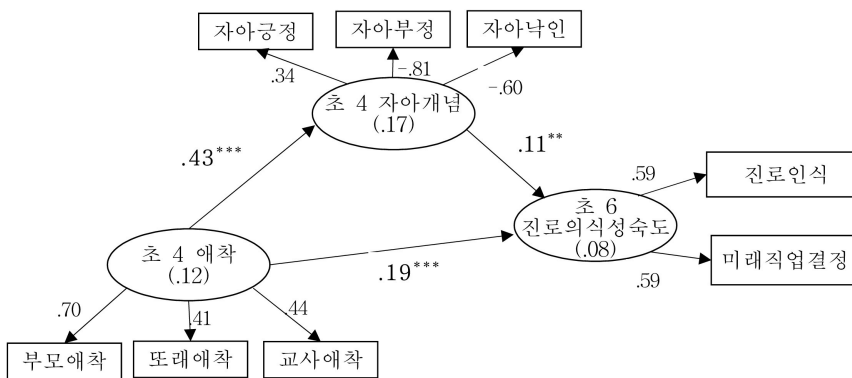 자아긍정
자아부정
자아낙인
.34
-.81
-.60
초 4 자아개념
(.17)
.43***
.11**
.59
진로인식
초 6
진로의식성숙도
(.08)
초 4 애착
(.12)
.19***
.59
미래직업결정
.70
.41
.44
부모애착
또래애착
교사애착